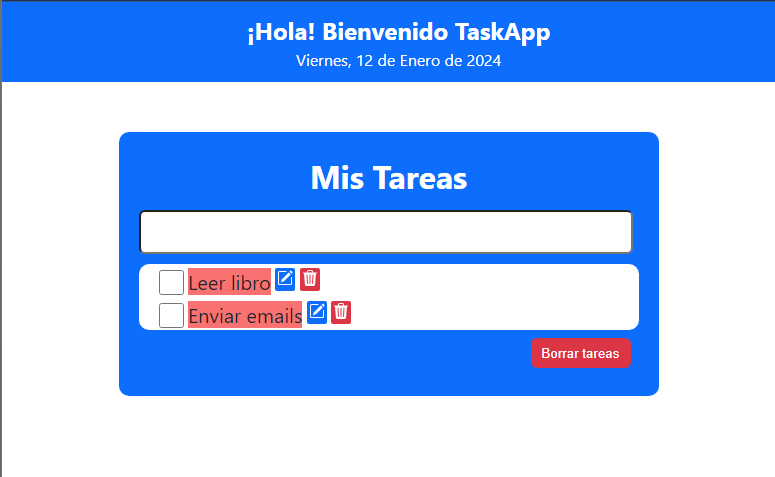 ¡Hola! Bienvenido TaskApp
Viernes, 12 de Enero de 2024
Mis Tareas
Leer libro
Enviar emails
Borrar tareas